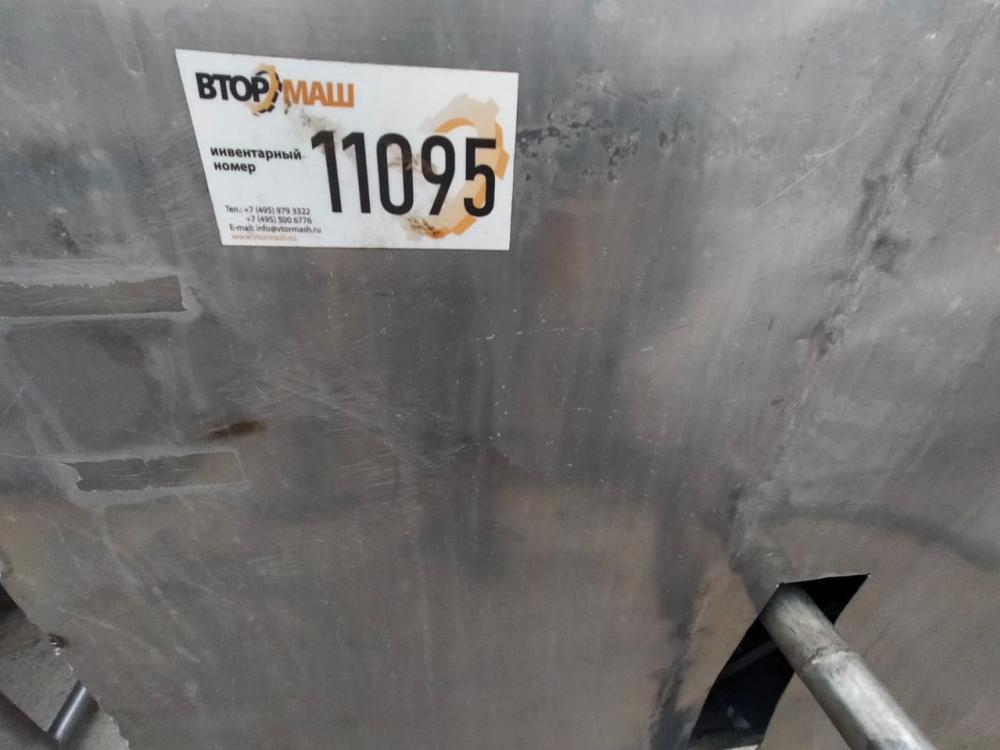 ВТОРМАШ
инвентарный
номер
11095
Тел.: +7 (495) 979 3322
+7 (495) 500 6776
E-mail: info@vtormash.ru
www.vtormash.ru